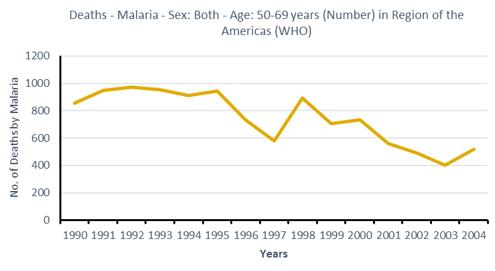 Deaths - Malaria - Sex: Both - Age: 50-69 years (Number) in Region of the
Americas (WHO)
1200
1000
800
600
400
200
0
No. of Deathsby Malaria
1990 1991 1992 1993 1994 1995 1996 1997 1998 1999 2000 2001 2002 2003 2004
Years